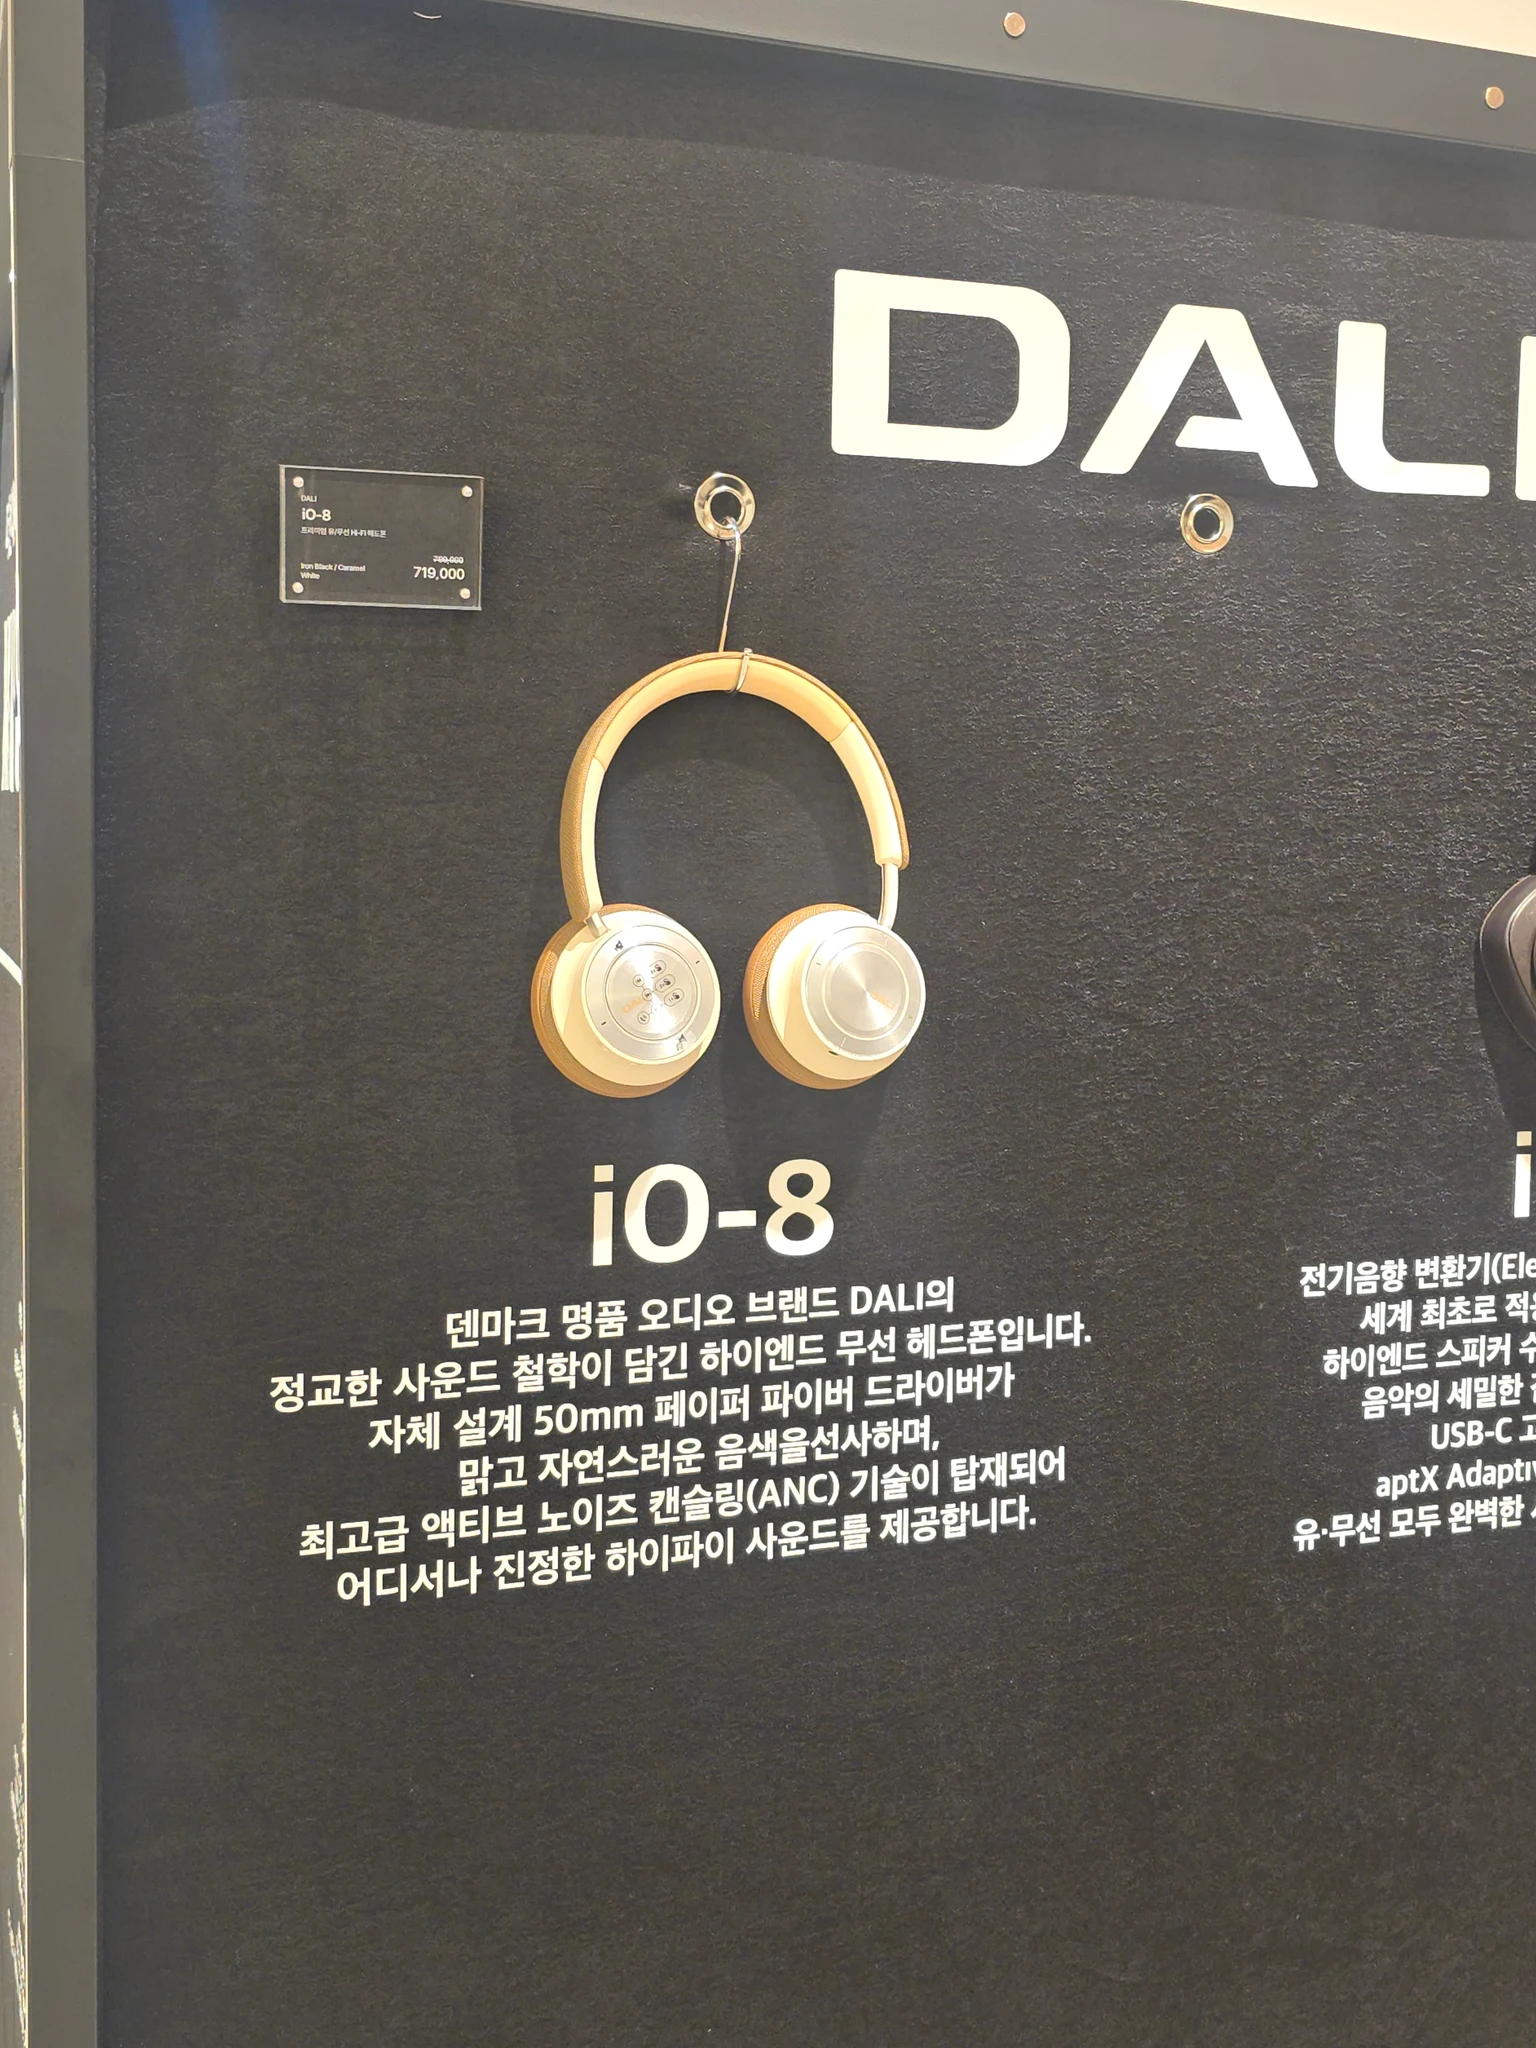 DALI
DALI
iO-8
프리미엄 유/무선 Hi-Fi 헤드폰
719,000
Iron Black / Caramel
White
iO-8
덴마크 명품 오디오 브랜드 DALI의
정교한 사운드 철학이 담긴 하이엔드 무선 헤드폰입니다.
자체 설계 50mm 페이퍼 파이버 드라이버가
맑고 자연스러운 음색을선사하며,
최고급 액티브 노이즈 캔슬링(ANC) 기술이 탑재되어
어디서나 진정한 하이파이 사운드를 제공합니다.
i
전기음향 변환기(Ele
세계 최초로
하이엔드 스피커
음악의 세밀한
USB-C
aptX Adaptiv
유·무선 모두 완벽한